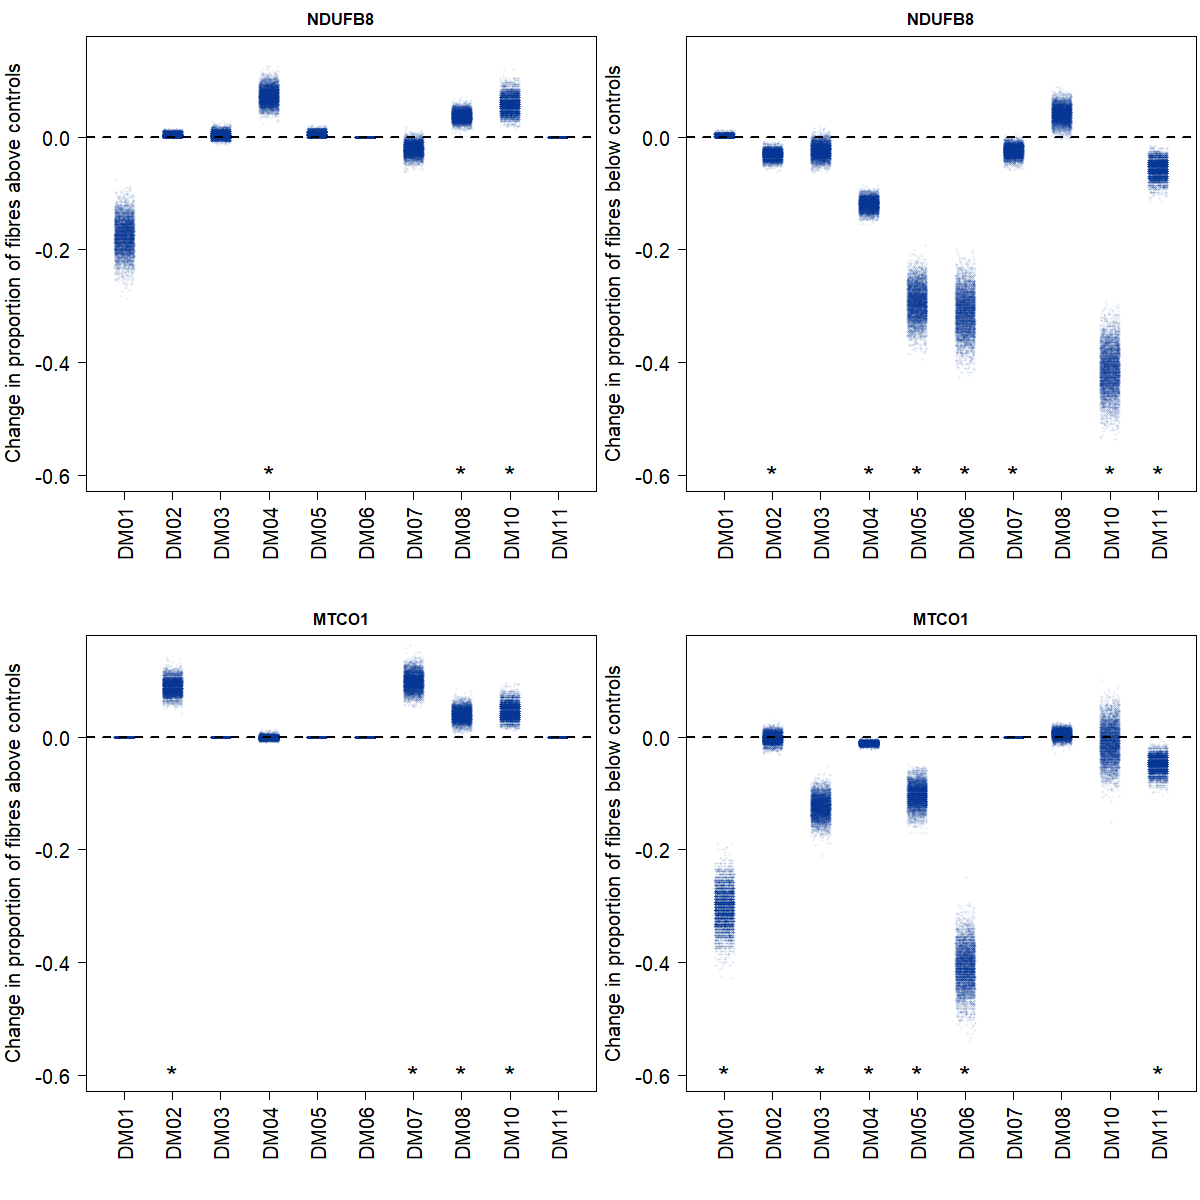 NDUFB8
Change in proportion of fibres above controls
0.0
-0.2
-0.4
-0.6
* * *
DM01 DM02 DM03 DM04 DM05 DM06 DM07 DM08 DM10 DM11
NDUFB8
Change in proportion of fibres below controls
0.0
-0.2
-0.4
-0.6
* * * * * * *
DM01 DM02 DM03 DM04 DM05 DM06 DM07 DM08 DM10 DM11
MTCO1
Change in proportion of fibres above controls
0.0
-0.2
-0.4
-0.6
* * * *
DM01 DM02 DM03 DM04 DM05 DM06 DM07 DM08 DM10 DM11
MTCO1
Change in proportion of fibres below controls
0.0
-0.2
-0.4
-0.6
* * * * * *
DM01 DM02 DM03 DM04 DM05 DM06 DM07 DM08 DM10 DM11